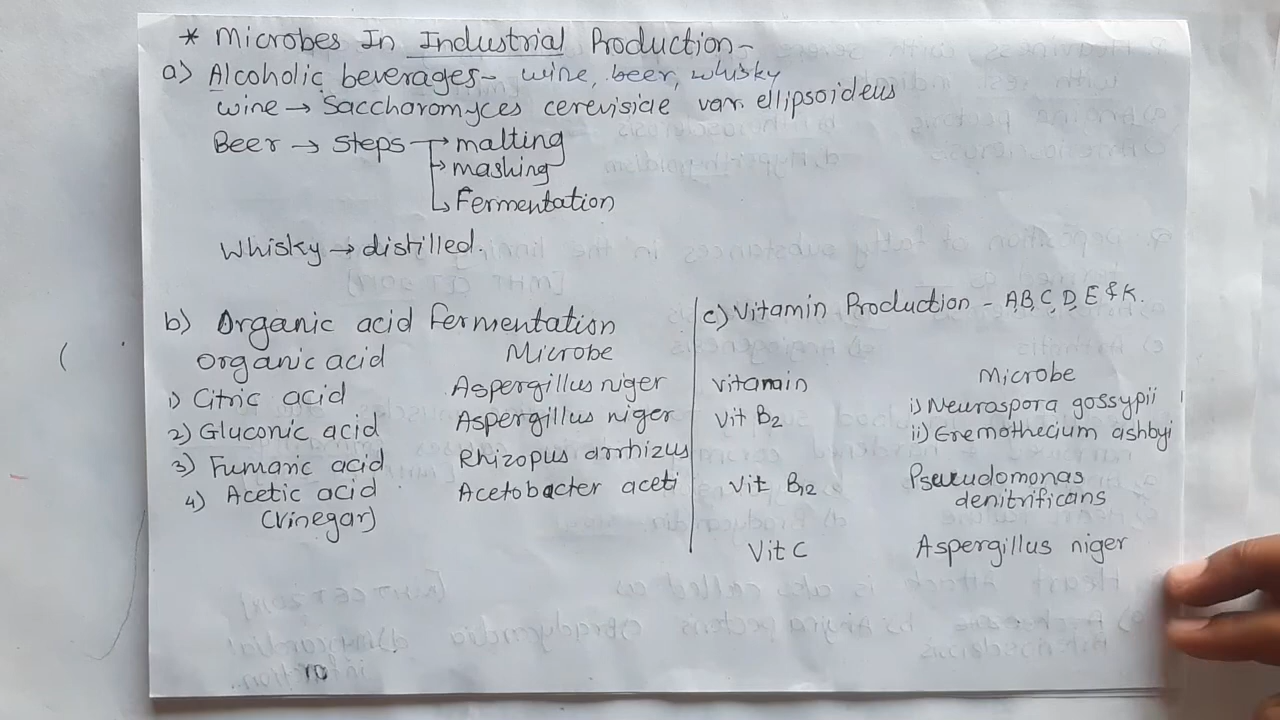 * Microbes In Industrial Production-
a) Alcoholic beverages- wine, beer, whisky
wine → Saccharomyces cerevisiae var. ellipsoideus
Beer → Steps → malting
→ mashing
→ Fermentation
Whisky → distilled.
b) Organic acid fermentation
Organic acid Microbe
1) Citric acid Aspergillus niger
2) Gluconic acid Aspergillus niger
3) Fumaric acid Rhizopus arrhizus
4) Acetic acid Acetobacter aceti
(Vinegar)
c) Vitamin Production - A, B, C, D, E & K.
vitamin Microbe
Vit B2 i) Neuraspora gossypii
ii) Eremothecium ashbyi
Vit B12 Pseudomonas
denitrificans
Vit C Aspergillus niger
10